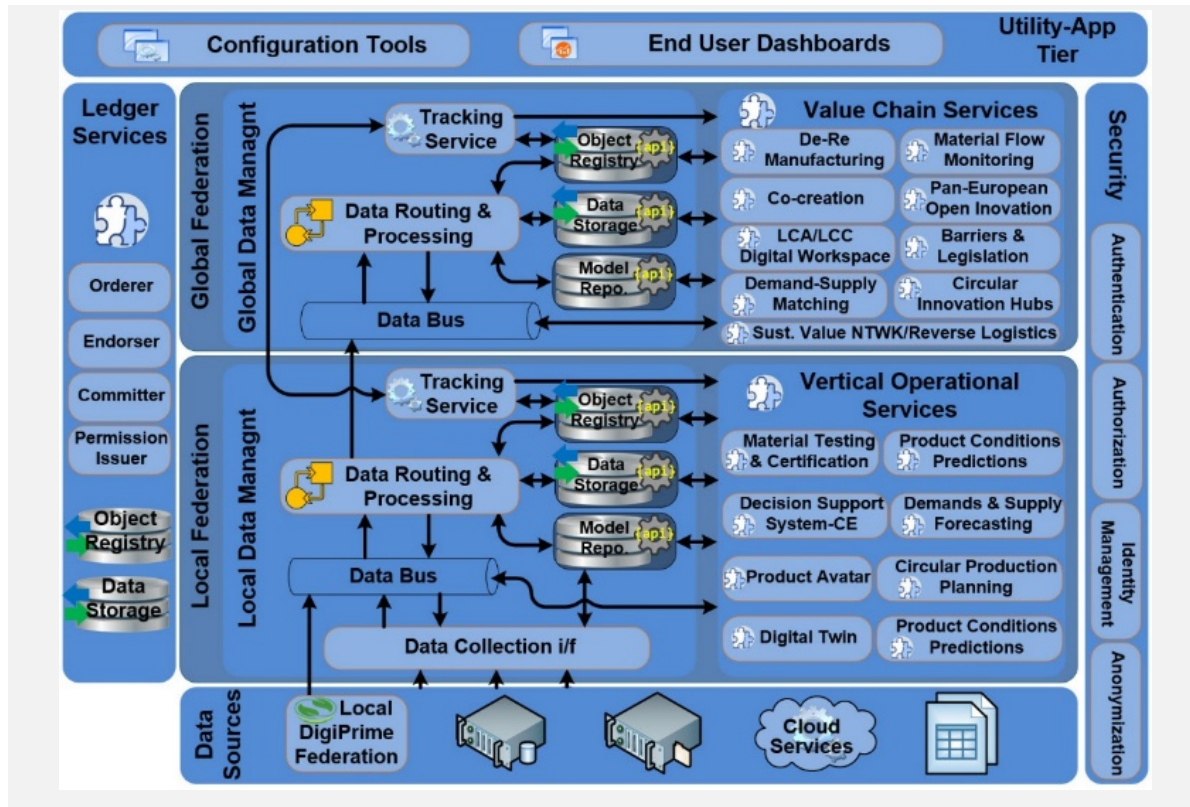 Configuration Tools
End User Dashboards
Utility-App
Tier
Ledger
Services
Orderer
Endorser
Committer
Permission
Issuer
Object
Registry
Data
Storage
Global Federation
Global Data Managnt
Tracking
Service
Object
Registry
{api}
Data Routing &
Processing
Data
Storage
{api}
Model
Repo.
{api}
Data Bus
Value Chain Services
De-Re
Manufacturing
Material Flow
Monitoring
Co-creation
Pan-European
Open Inovation
LCA/LCC
Digital Workspace
Barriers &
Legislation
Demand-Supply
Matching
Circular
Innovation Hubs
Sust. Value NTWK/Reverse Logistics
Local Federation
Local Data Managnt
Tracking
Service
Object
Registry
{api}
Data Routing &
Processing
Data
Storage
{api}
Model
Repo.
{api}
Data Bus
Data Collection i/f
Vertical Operational
Services
Material Testing
& Certification
Product Conditions
Predictions
Decision Support
System-CE
Demands & Supply
Forecasting
Product Avatar
Circular Production
Planning
Digital Twin
Product Conditions
Predictions
Data
Sources
Local
DigiPrime
Federation
Cloud
Services
Security
Authentication
Authorization
Identity
Management
Anonymization